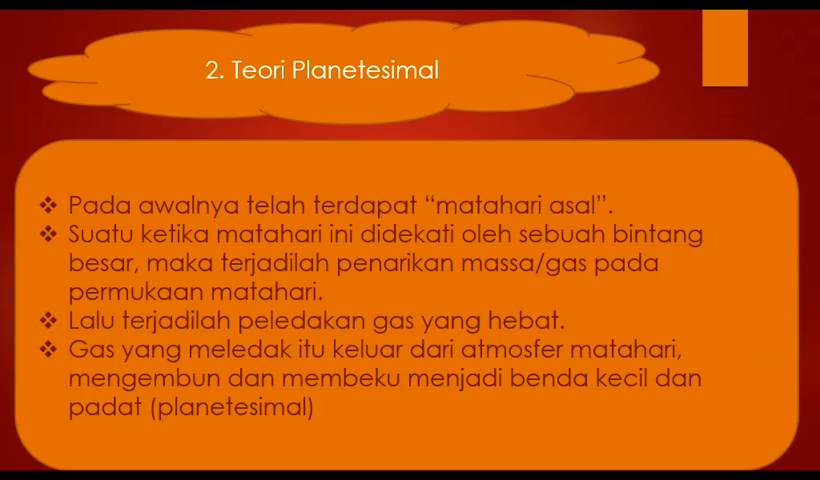 2. Teori Planetesimal
❖ Pada awalnya telah terdapat “matahari asal”.
❖ Suatu ketika matahari ini didekati oleh sebuah bintang
besar, maka terjadilah penarikan massa/gas pada
permukaan matahari.
❖ Lalu terjadilah peledakan gas yang hebat.
❖ Gas yang meledak itu keluar dari atmosfer matahari,
mengembun dan membeku menjadi benda kecil dan
padat (planetesimal)